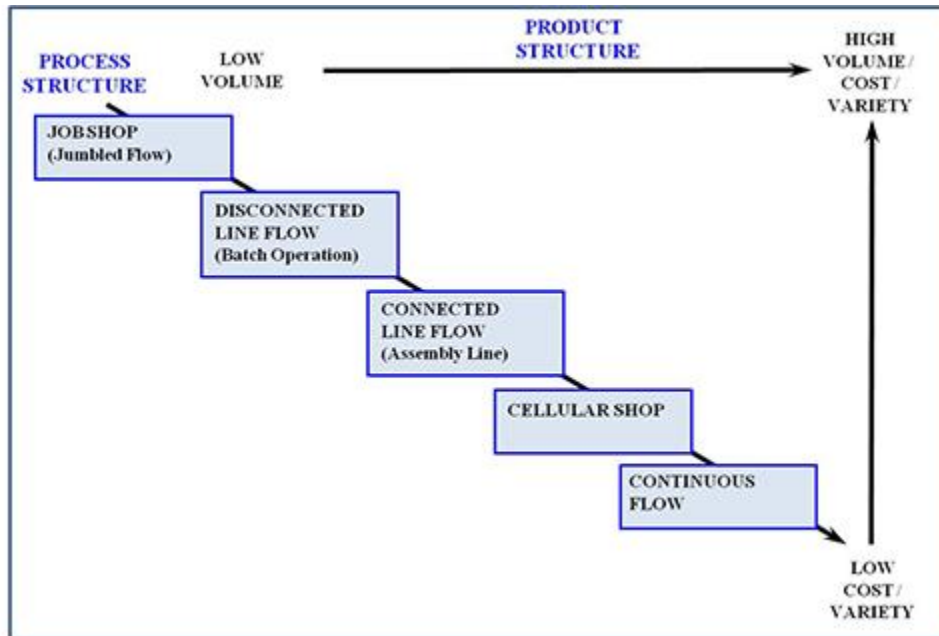 PRODUCT
STRUCTURE
HIGH
VOLUME/
COST/
VARIETY
PROCESS
STRUCTURE
LOW
VOLUME
JOBSHOP
(Jumbled Flow)
DISCONNECTED
LINE FLOW
(Batch Operation)
CONNECTED
LINE FLOW
(Assembly Line)
CELLULAR SHOP
CONTINUOUS
FLOW
LOW
COST/
VARIETY